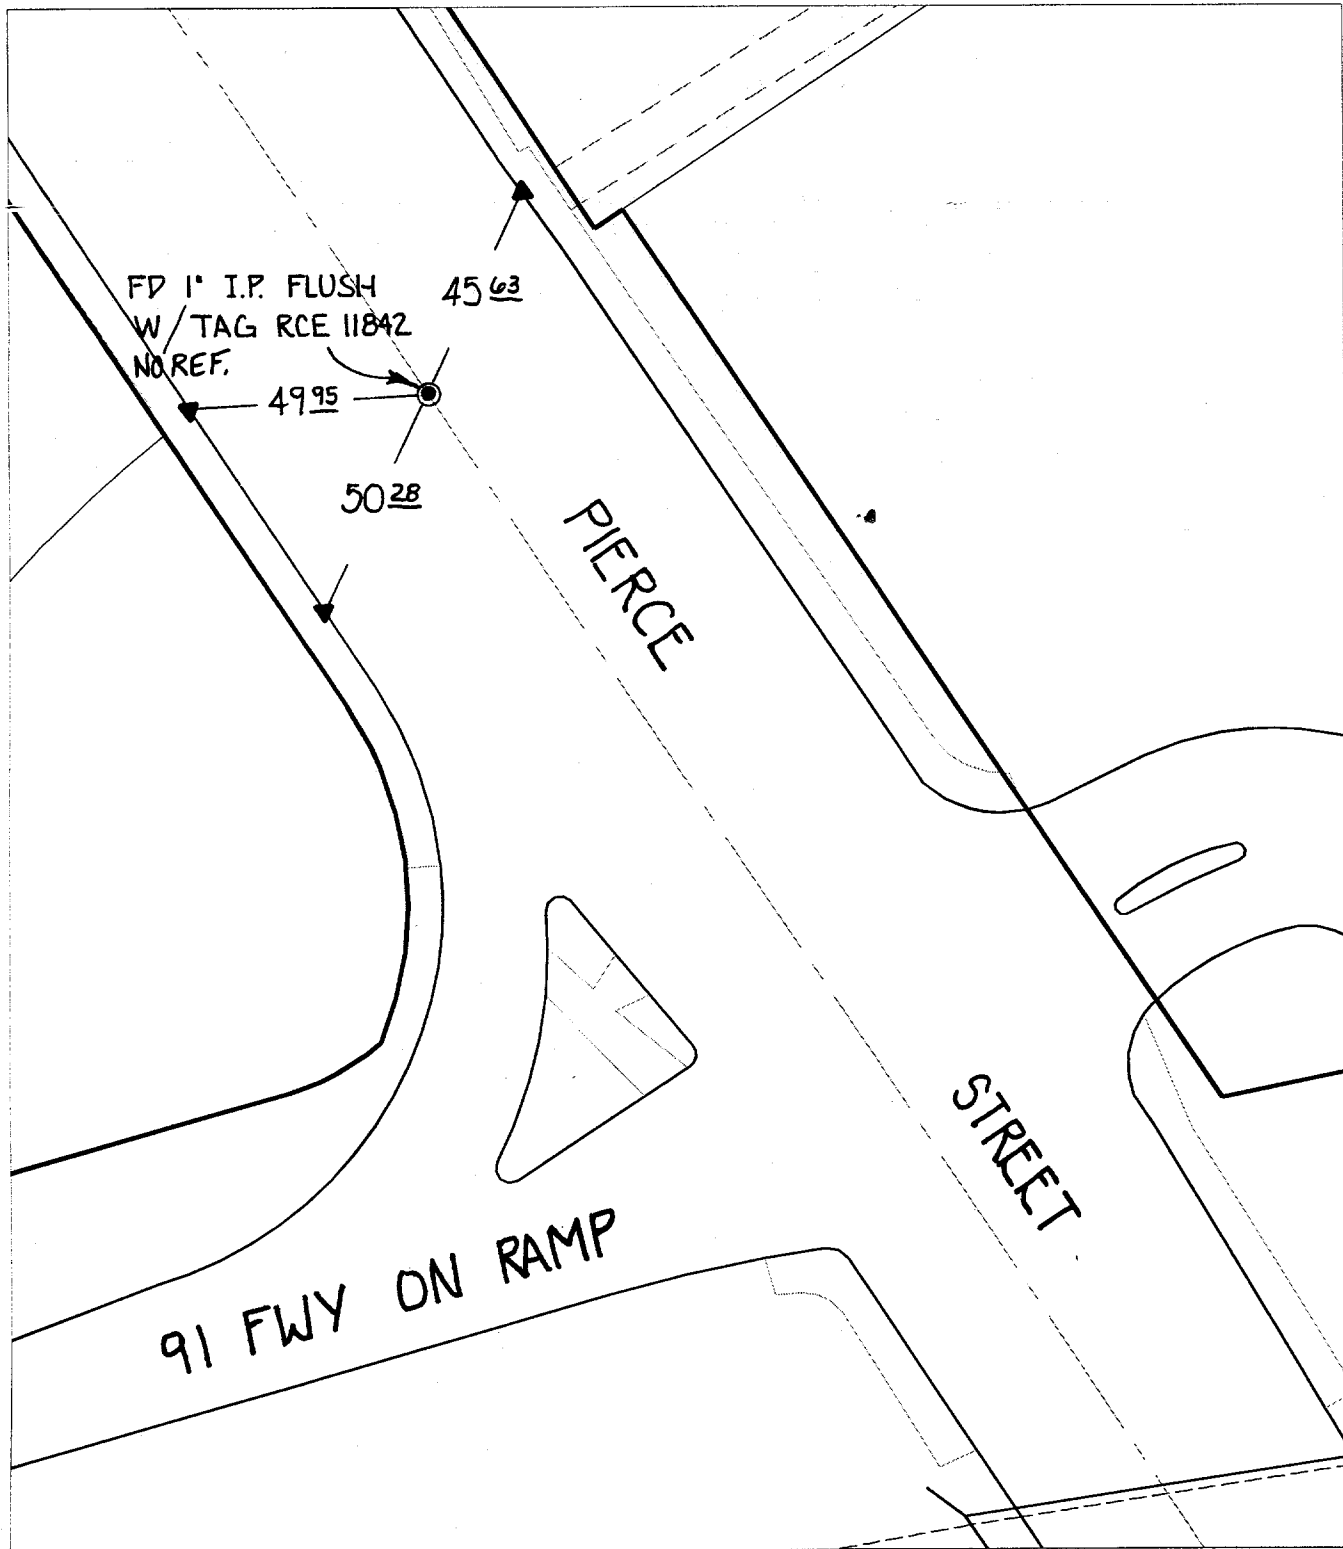 FD 1" I.P. FLUSH
W/ TAG RCE 11842
NO REF.
45 63
49 95
50 28
PIERCE
STREET
91 FWY ON RAMP